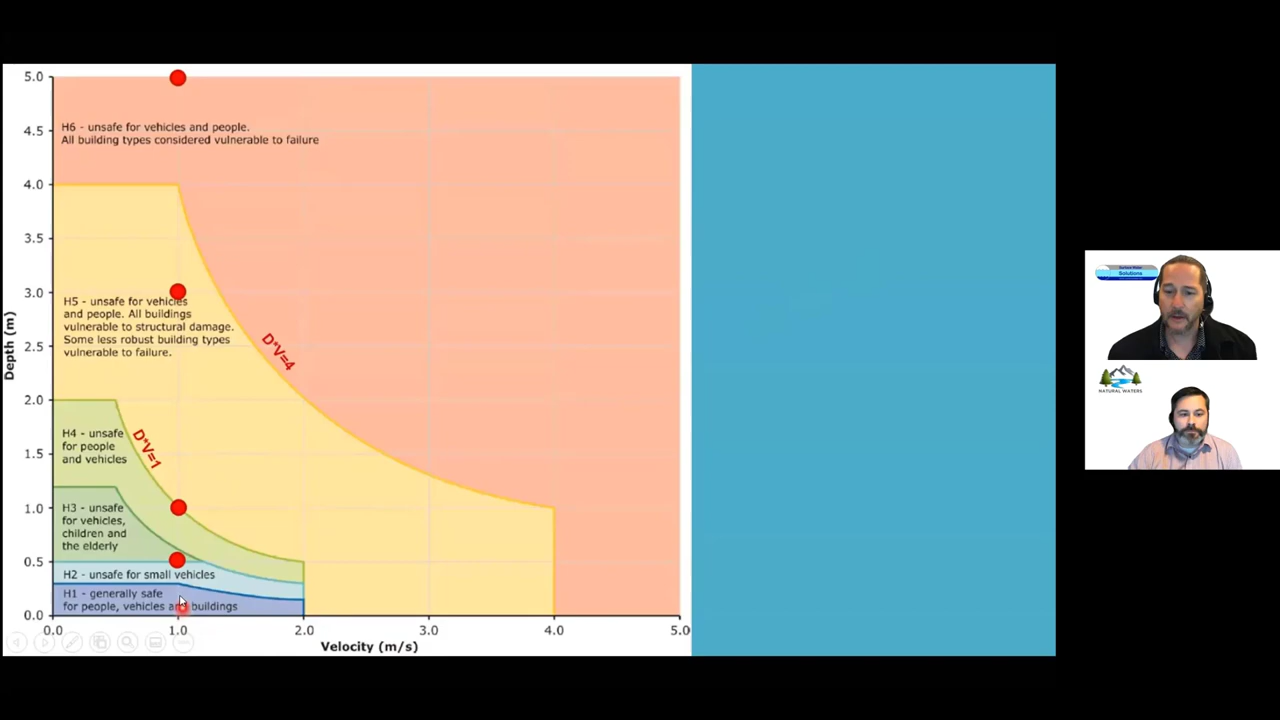 5.0
H6 - unsafe for vehicles and people.
All building types considered vulnerable to failure
4.5
4.0
3.5
3.0
H5 - unsafe for vehicles
and people. All buildings
vulnerable to structural damage.
Some less robust building types
vulnerable to failure.
D*V=4
2.5
Depth (m)
2.0
H4 - unsafe
for people
and vehicles
D*V=1
1.5
1.0
H3 - unsafe
for vehicles,
children and
the elderly
0.5
H2 - unsafe for small vehicles
H1 - generally safe
for people, vehicles and buildings
0.0
0.0 1.0 2.0 3.0 4.0 5.0
Velocity (m/s)
Surface Water
Solutions
NATURAL WATERS